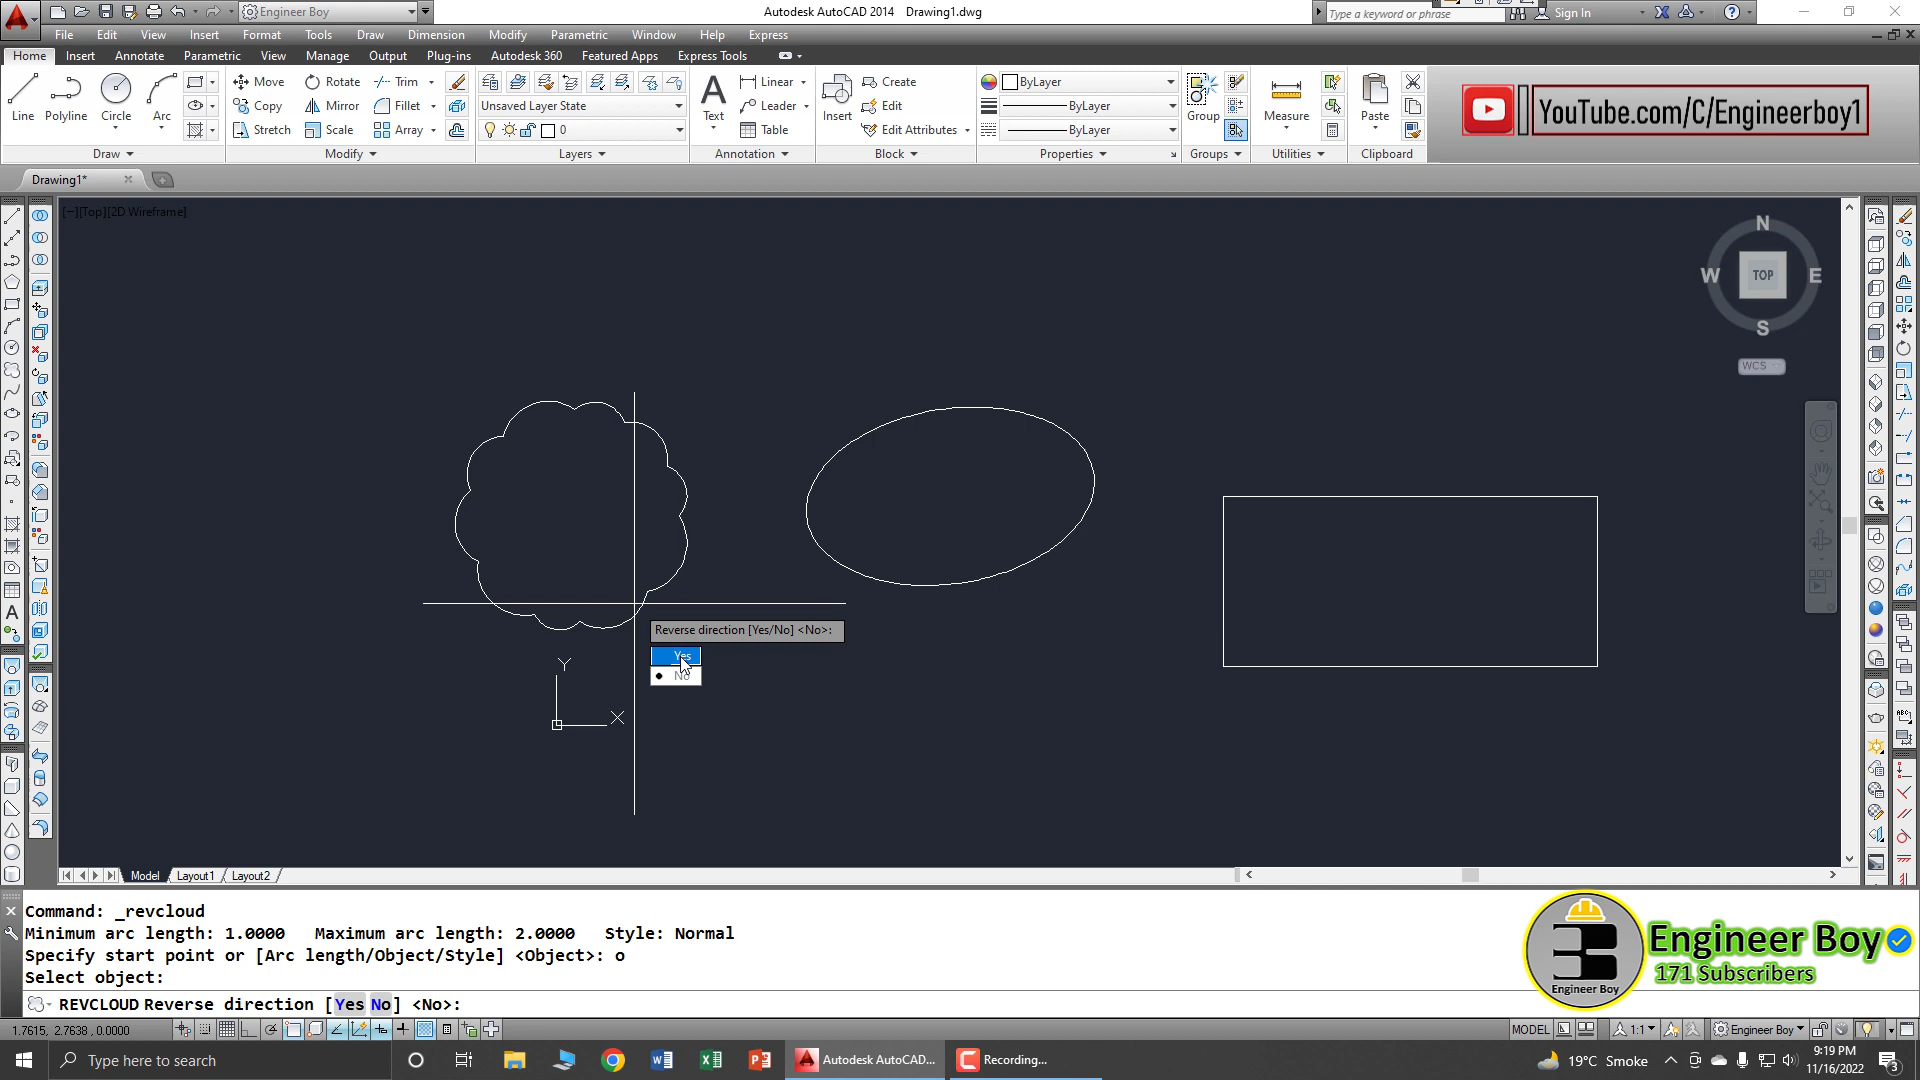 Engineer Boy
Autodesk AutoCAD 2014 Drawing1.dwg
Type a keyword or phrase
Sign In
File Edit View Insert Format Tools Draw Dimension Modify Parametric Window Help Express
Home Insert Annotate Parametric View Manage Output Plug-ins Autodesk 360 Featured Apps Express Tools
Line Polyline Circle Arc
Move Rotate Trim
Copy Mirror Fillet
Stretch Scale Array
Unsaved Layer State
0
Text
Linear
Leader
Table
Insert
Create
Edit
Edit Attributes
ByLayer
ByLayer
ByLayer
Group
Measure
Paste
Draw Modify Layers Annotation Block Properties Groups Utilities Clipboard
YouTube.com/C/Engineerboy1
Drawing1*
[−][Top][2D Wireframe]
N
W TOP E
S
WCS
Reverse direction [Yes/No] <No>:
Yes
No
Y
X
Model Layout1 Layout2
Command: _revcloud
Minimum arc length: 1.0000 Maximum arc length: 2.0000 Style: Normal
Specify start point or [Arc length/Object/Style] <Object>: o
Select object:
REVCLOUD Reverse direction [Yes No] <No>:
Engineer Boy
171 Subscribers
Engineer Boy
1.7615, 2.7638, 0.0000
MODEL
1:1
Engineer Boy
Type here to search
Autodesk AutoCAD...
Recording...
19°C Smoke
9:19 PM
11/16/2022
3